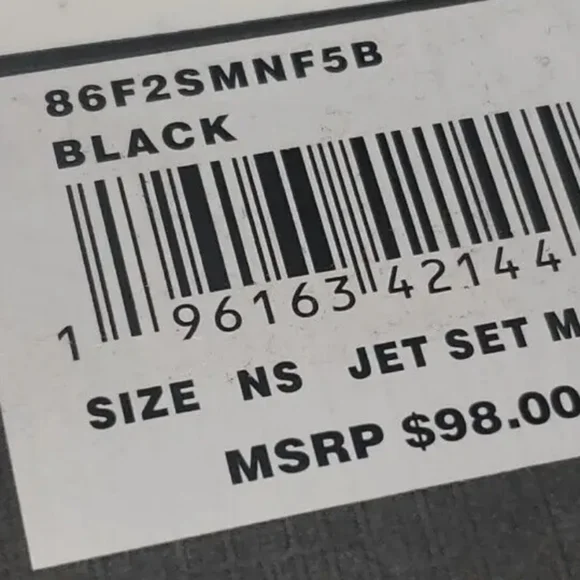 86F2SMNF5B
BLACK
1 96163 42144
SIZE NS JET SET M
MSRP $98.00